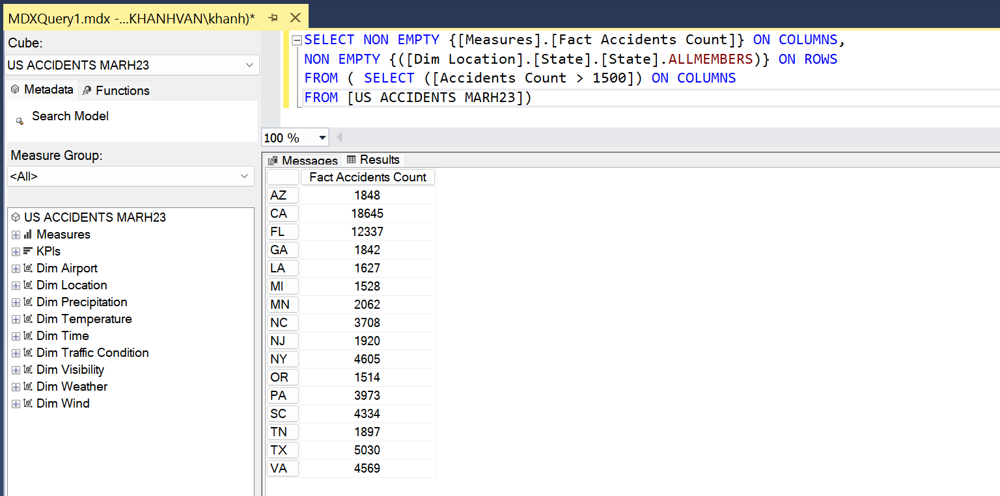 MDXQuery1.mdx -...KHANHVAN\khanh)*
Cube:
US ACCIDENTS MARH23
Metadata Functions
Search Model
Measure Group:
<All>
US ACCIDENTS MARH23
Measures
KPIs
Dim Airport
Dim Location
Dim Precipitation
Dim Temperature
Dim Time
Dim Traffic Condition
Dim Visibility
Dim Weather
Dim Wind
SELECT NON EMPTY {[Measures].[Fact Accidents Count]} ON COLUMNS,
NON EMPTY {([Dim Location].[State].[State].ALLMEMBERS)} ON ROWS
FROM ( SELECT ([Accidents Count > 1500]) ON COLUMNS
FROM [US ACCIDENTS MARH23])
100 %
Messages Results
Fact Accidents Count
AZ 1848
CA 18645
FL 12337
GA 1842
LA 1627
MI 1528
MN 2062
NC 3708
NJ 1920
NY 4605
OR 1514
PA 3973
SC 4334
TN 1897
TX 5030
VA 4569